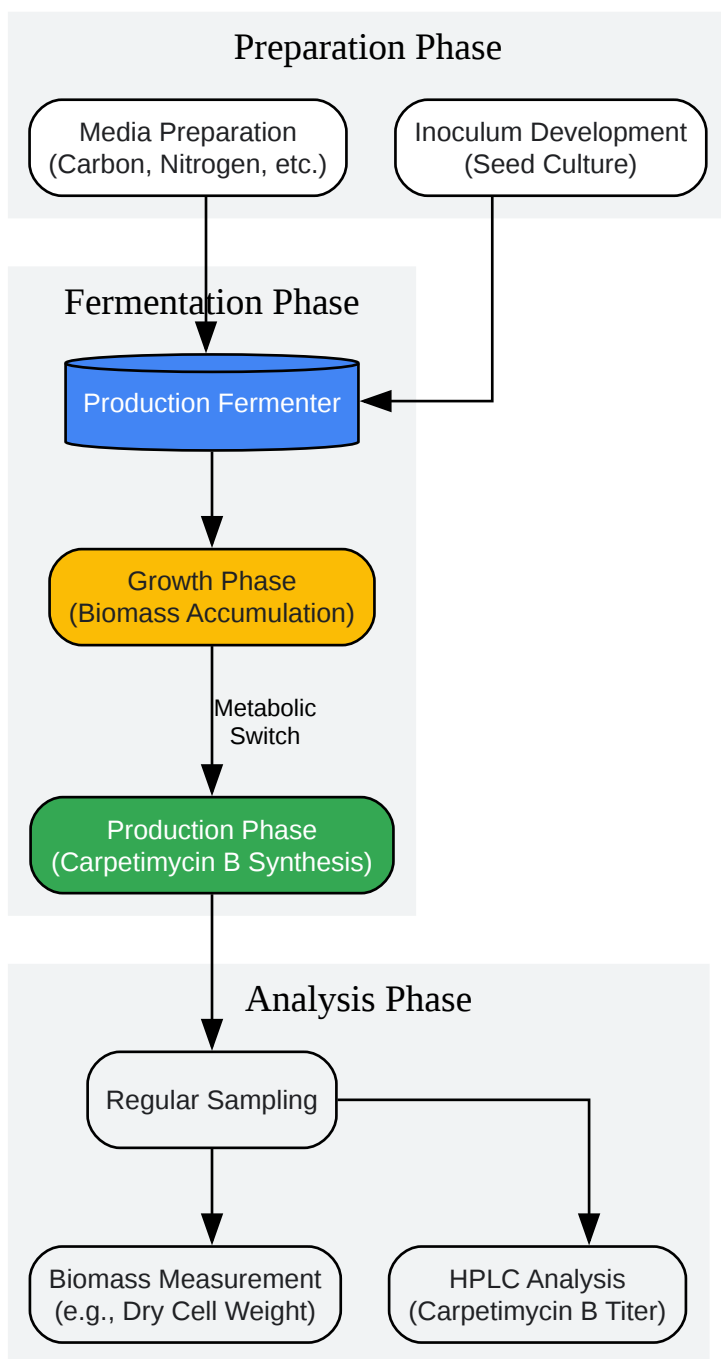 Preparation Phase
Media Preparation
(Carbon, Nitrogen, etc.)
Inoculum Development
(Seed Culture)
Fermentation Phase
Production Fermenter
Growth Phase
(Biomass Accumulation)
Metabolic
Switch
Production Phase
(Carpetimycin B Synthesis)
Analysis Phase
Regular Sampling
Biomass Measurement
(e.g., Dry Cell Weight)
HPLC Analysis
(Carpetimycin B Titer)